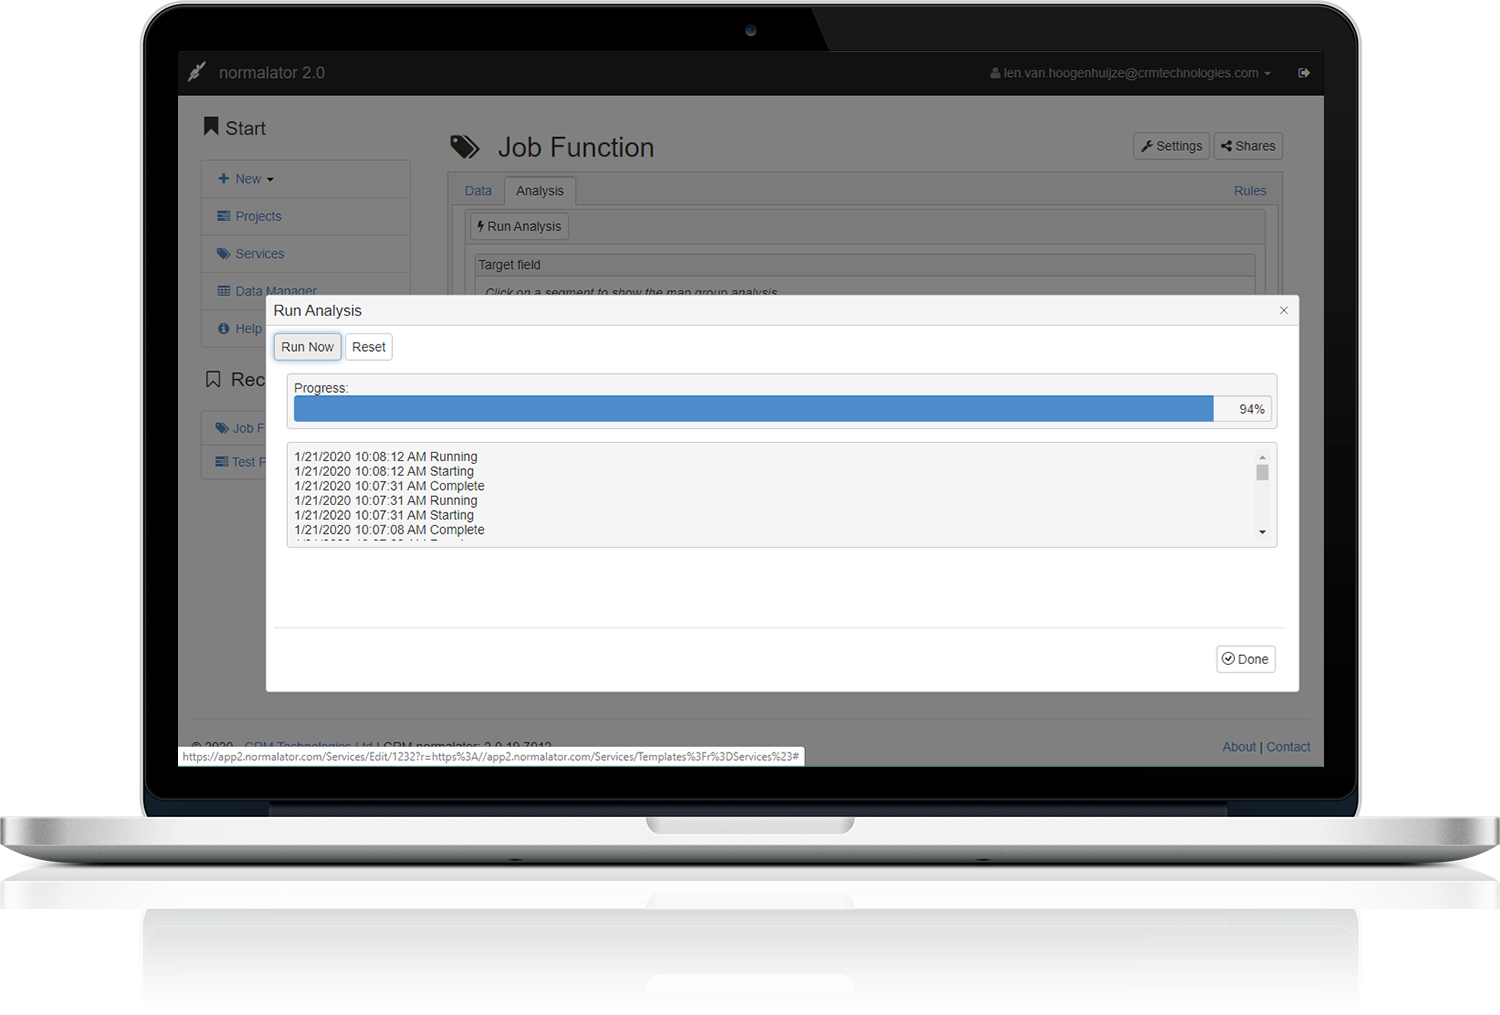 normalator 2.0
len.van.hoogenhuijze@crmtechnologies.com
Start
New
Projects
Services
Data Manager
Help
Rec
Job F
Test P
Job Function
Settings
Shares
Data
Analysis
Rules
Run Analysis
Target field
Click on a segment to show the map group analysis
Run Analysis
×
Run Now
Reset
Progress:
94%
1/21/2020 10:08:12 AM Running
1/21/2020 10:08:12 AM Starting
1/21/2020 10:07:31 AM Complete
1/21/2020 10:07:31 AM Running
1/21/2020 10:07:31 AM Starting
1/21/2020 10:07:08 AM Complete
Done
© 2020 - CRM Technologies Ltd | CRM normalator: 2.0.19.7012
About | Contact
https://app2.normalator.com/Services/Edit/1232?r=https%3A//app2.normalator.com/Services/Templates%3Fr%3DServices%23#